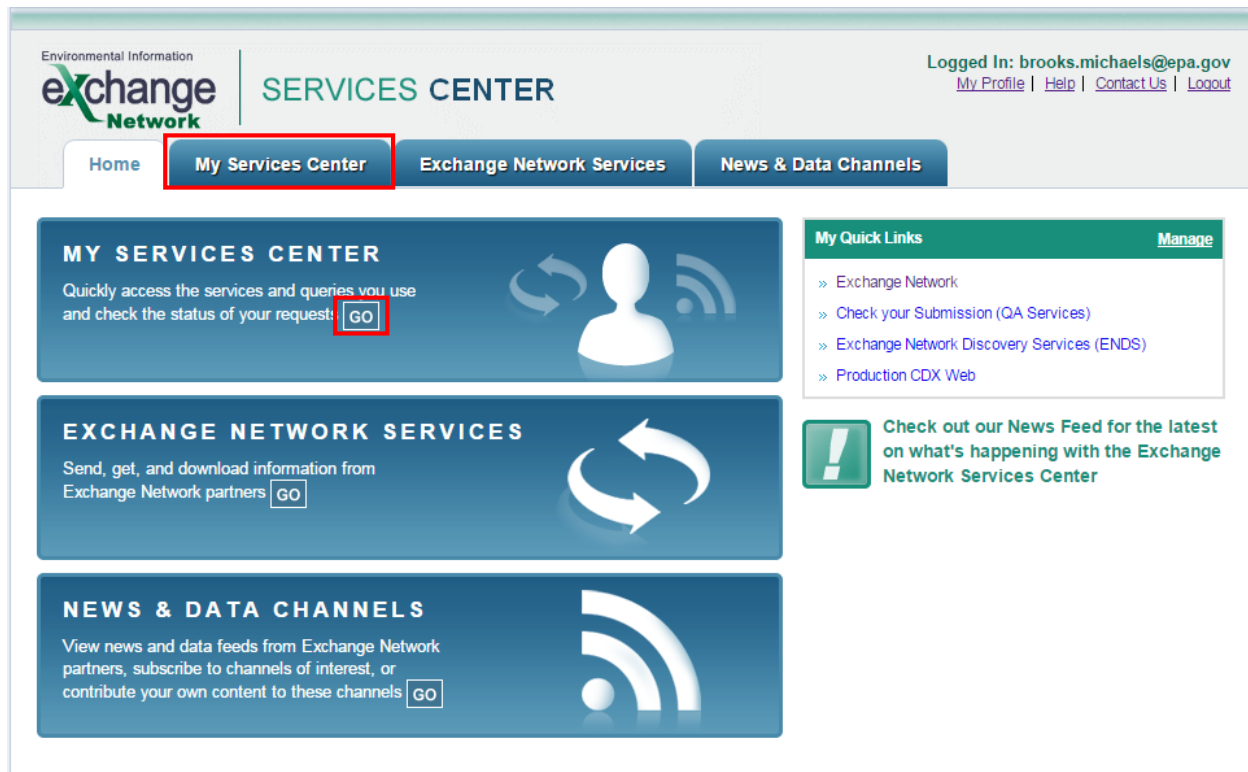 Environmental Information
exchange
Network
SERVICES CENTER
Logged In: brooks.michaels@epa.gov
My Profile | Help | Contact Us | Logout
Home
My Services Center
Exchange Network Services
News & Data Channels
MY SERVICES CENTER
Quickly access the services and queries you use
and check the status of your requests GO
EXCHANGE NETWORK SERVICES
Send, get, and download information from
Exchange Network partners GO
NEWS & DATA CHANNELS
View news and data feeds from Exchange Network
partners, subscribe to channels of interest, or
contribute your own content to these channels GO
My Quick Links
Manage
» Exchange Network
» Check your Submission (QA Services)
» Exchange Network Discovery Services (ENDS)
» Production CDX Web
!
Check out our News Feed for the latest
on what's happening with the Exchange
Network Services Center